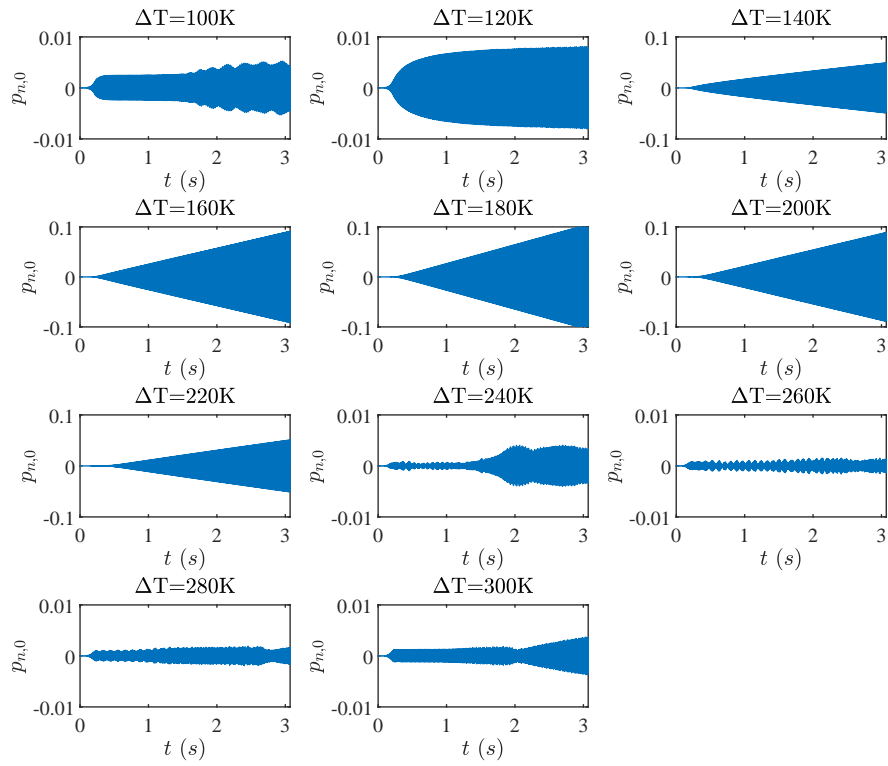 ΔT=100K ΔT=120K ΔT=140K
0.01 0.01 0.1
p_{n,0} p_{n,0} p_{n,0}
0 0 0
-0.01 -0.01 -0.1
0 1 2 3 0 1 2 3 0 1 2 3
t (s) t (s) t (s)
ΔT=160K ΔT=180K ΔT=200K
0.1 0.1 0.1
p_{n,0} p_{n,0} p_{n,0}
0 0 0
-0.1 -0.1 -0.1
0 1 2 3 0 1 2 3 0 1 2 3
t (s) t (s) t (s)
ΔT=220K ΔT=240K ΔT=260K
0.1 0.01 0.01
p_{n,0} p_{n,0} p_{n,0}
0 0 0
-0.1 -0.01 -0.01
0 1 2 3 0 1 2 3 0 1 2 3
t (s) t (s) t (s)
ΔT=280K ΔT=300K
0.01 0.01
p_{n,0} p_{n,0}
0 0
-0.01 -0.01
0 1 2 3 0 1 2 3
t (s) t (s)